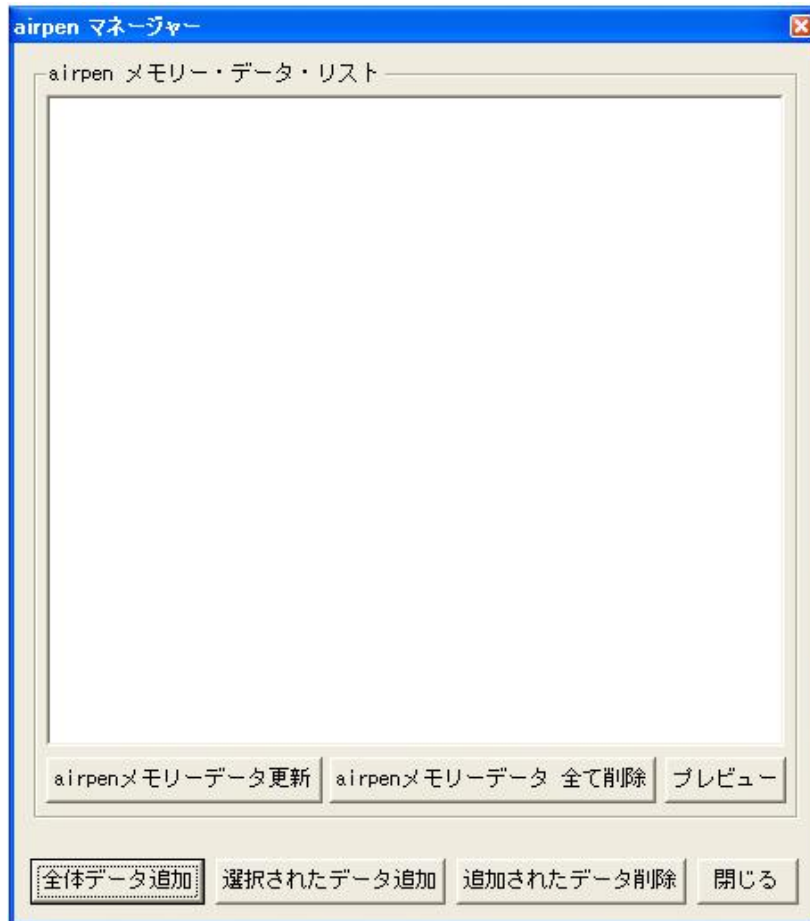 airpen マネージャー
airpen メモリー・データ・リスト
airpenメモリーデータ更新 airpenメモリーデータ 全て削除 プレビュー
全体データ追加 選択されたデータ追加 追加されたデータ削除 閉じる